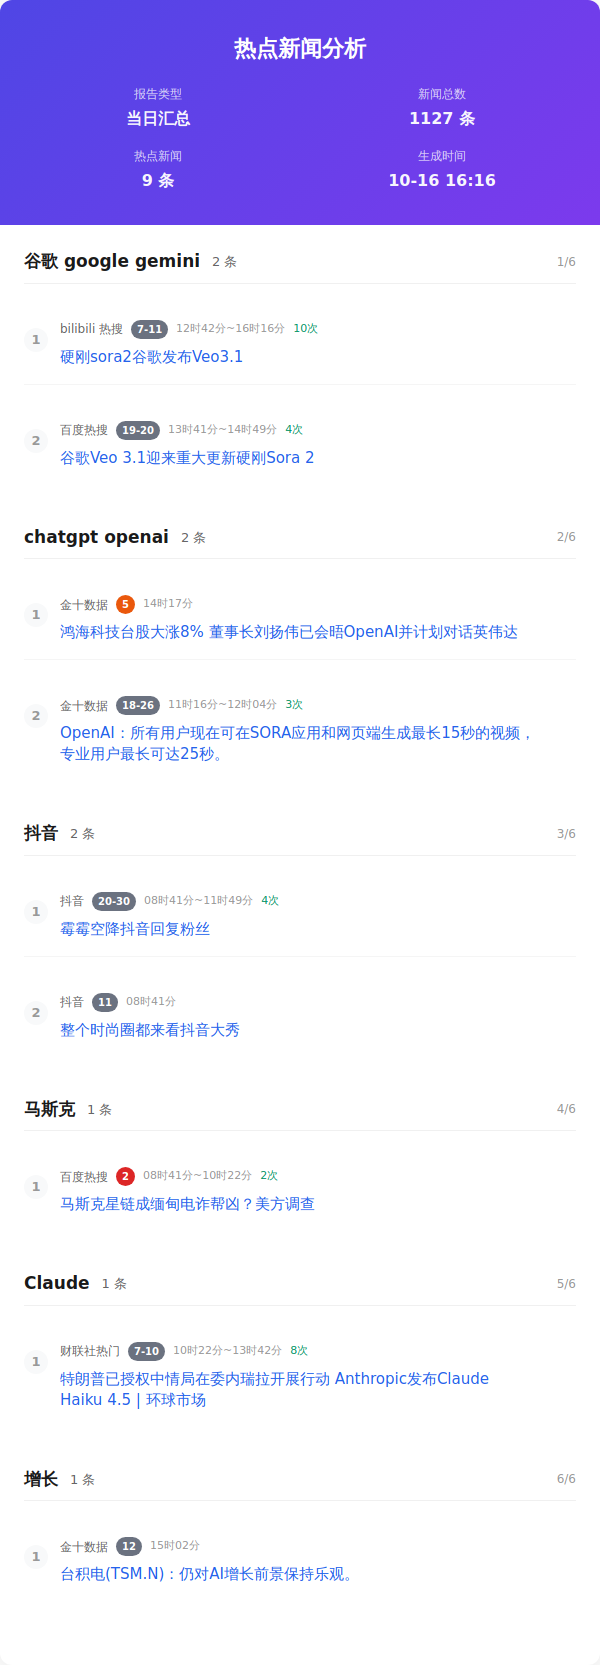 热点新闻分析
报告类型 新闻总数
当日汇总 1127 条
热点新闻 生成时间
9 条 10-16 16:16
谷歌 google gemini 2 条 1/6
1 bilibili 热搜 7-11 12时42分~16时16分 10次
硬刚sora2谷歌发布Veo3.1
2 百度热搜 19-20 13时41分~14时49分 4次
谷歌Veo 3.1迎来重大更新硬刚Sora 2
chatgpt openai 2 条 2/6
1 金十数据 5 14时17分
鸿海科技台股大涨8% 董事长刘扬伟已会晤OpenAI并计划对话英伟达
2 金十数据 18-26 11时16分~12时04分 3次
OpenAI：所有用户现在可在SORA应用和网页端生成最长15秒的视频，
专业用户最长可达25秒。
抖音 2 条 3/6
1 抖音 20-30 08时41分~11时49分 4次
霉霉空降抖音回复粉丝
2 抖音 11 08时41分
整个时尚圈都来看抖音大秀
马斯克 1 条 4/6
1 百度热搜 2 08时41分~10时22分 2次
马斯克星链成缅甸电诈帮凶？美方调查
Claude 1 条 5/6
1 财联社热门 7-10 10时22分~13时42分 8次
特朗普已授权中情局在委内瑞拉开展行动 Anthropic发布Claude
Haiku 4.5 | 环球市场
增长 1 条 6/6
1 金十数据 12 15时02分
台积电(TSM.N)：仍对AI增长前景保持乐观。